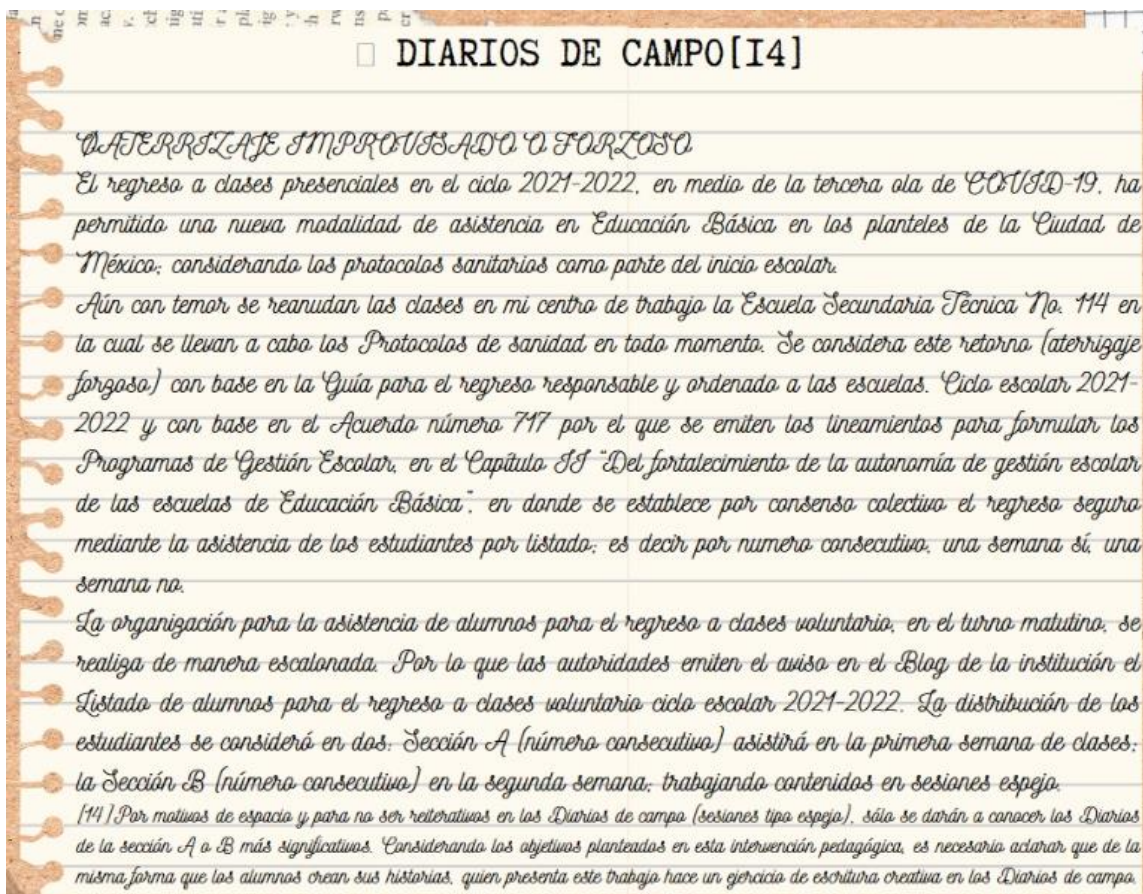 DIARIOS DE CAMPO[I4]
ATERRIZAJE IMPROVISADO O FORZOSO
El regreso a clases presenciales en el ciclo 2021-2022, en medio de la tercera ola de COVID-19, ha
permitido una nueva modalidad de asistencia en Educación Básica en los planteles de la Ciudad de
México; considerando los protocolos sanitarios como parte del inicio escolar.
Aún con temor se reanudan las clases en mi centro de trabajo la Escuela Secundaria Técnica No. 114 en
la cual se llevan a cabo los Protocolos de sanidad en todo momento. Se considera este retorno (aterrizaje
forzoso) con base en la Guía para el regreso responsable y ordenado a las escuelas. Ciclo escolar 2021-
2022 y con base en el Acuerdo número 717 por el que se emiten los lineamientos para formular los
Programas de Gestión Escolar, en el Capítulo II "Del fortalecimiento de la autonomía de gestión escolar
de las escuelas de Educación Básica", en donde se establece por consenso colectivo el regreso seguro
mediante la asistencia de los estudiantes por listado; es decir por numero consecutivo, una semana sí, una
semana no.
La organización para la asistencia de alumnos para el regreso a clases voluntario, en el turno matutino, se
realiza de manera escalonada. Por lo que las autoridades emiten el aviso en el Blog de la institución el
Listado de alumnos para el regreso a clases voluntario ciclo escolar 2021-2022. La distribución de los
estudiantes se consideró en dos: Sección A (número consecutivo) asistirá en la primera semana de clases;
la Sección B (número consecutivo) en la segunda semana; trabajando contenidos en sesiones espejo.
[14] Por motivos de espacio y para no ser reiterativos en los Diarios de campo (sesiones tipo espejo), sólo se darán a conocer los Diarios
de la sección A o B más significativos. Considerando los objetivos planteados en esta intervención pedagógica, es necesario aclarar que de la
misma forma que los alumnos crean sus historias, quien presenta este trabajo hace un ejercicio de escritura creativa en los Diarios de campo.